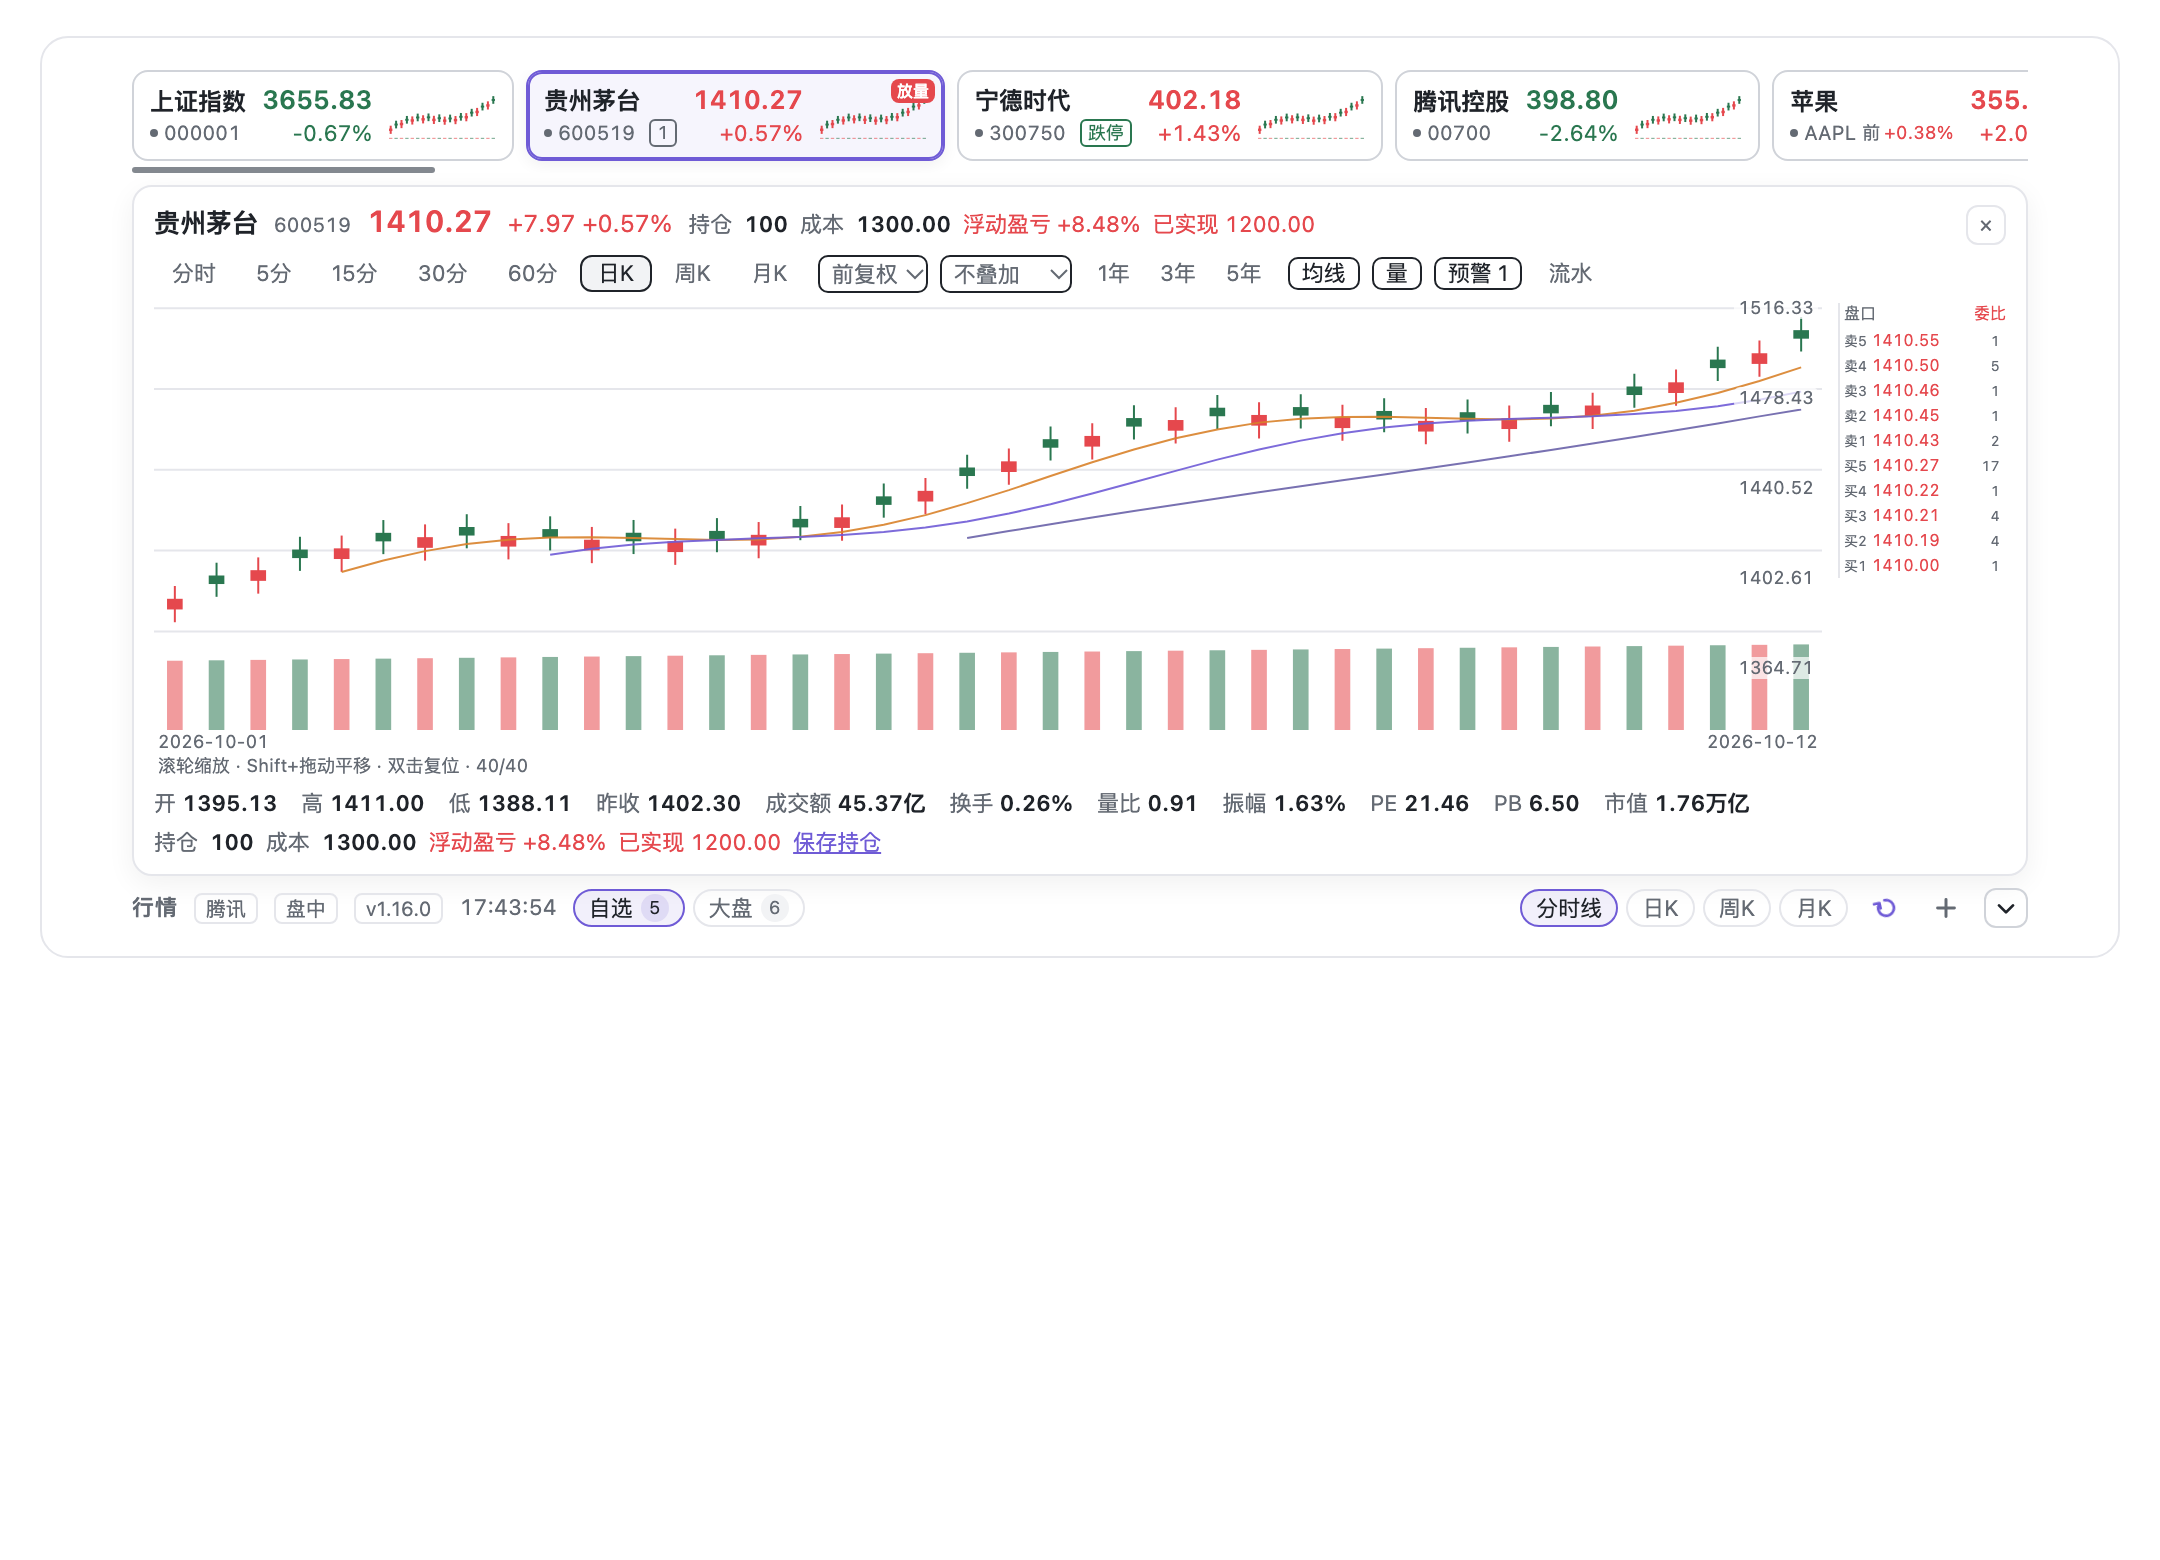 上证指数 3655.83
000001 -0.67%
贵州茅台 1410.27 放量
600519 1 +0.57%
宁德时代 402.18
300750 跌停 +1.43%
腾讯控股 398.80
00700 -2.64%
苹果 355.
AAPL 前 +0.38% +2.0
贵州茅台 600519 1410.27 +7.97 +0.57% 持仓 100 成本 1300.00 浮动盈亏 +8.48% 已实现 1200.00 ×
分时 5分 15分 30分 60分 日K 周K 月K 前复权 不叠加 1年 3年 5年 均线 量 预警 1 流水
1516.33
1478.43
1440.52
1402.61
1364.71
盘口 委比
卖5 1410.55 1
卖4 1410.50 5
卖3 1410.46 1
卖2 1410.45 1
卖1 1410.43 2
买5 1410.27 17
买4 1410.22 1
买3 1410.21 4
买2 1410.19 4
买1 1410.00 1
2026-10-01 2026-10-12
滚轮缩放 · Shift+拖动平移 · 双击复位 · 40/40
开 1395.13 高 1411.00 低 1388.11 昨收 1402.30 成交额 45.37亿 换手 0.26% 量比 0.91 振幅 1.63% PE 21.46 PB 6.50 市值 1.76万亿
持仓 100 成本 1300.00 浮动盈亏 +8.48% 已实现 1200.00 保存持仓
行情 腾讯 盘中 v1.16.0 17:43:54 自选 5 大盘 6 分时线 日K 周K 月K